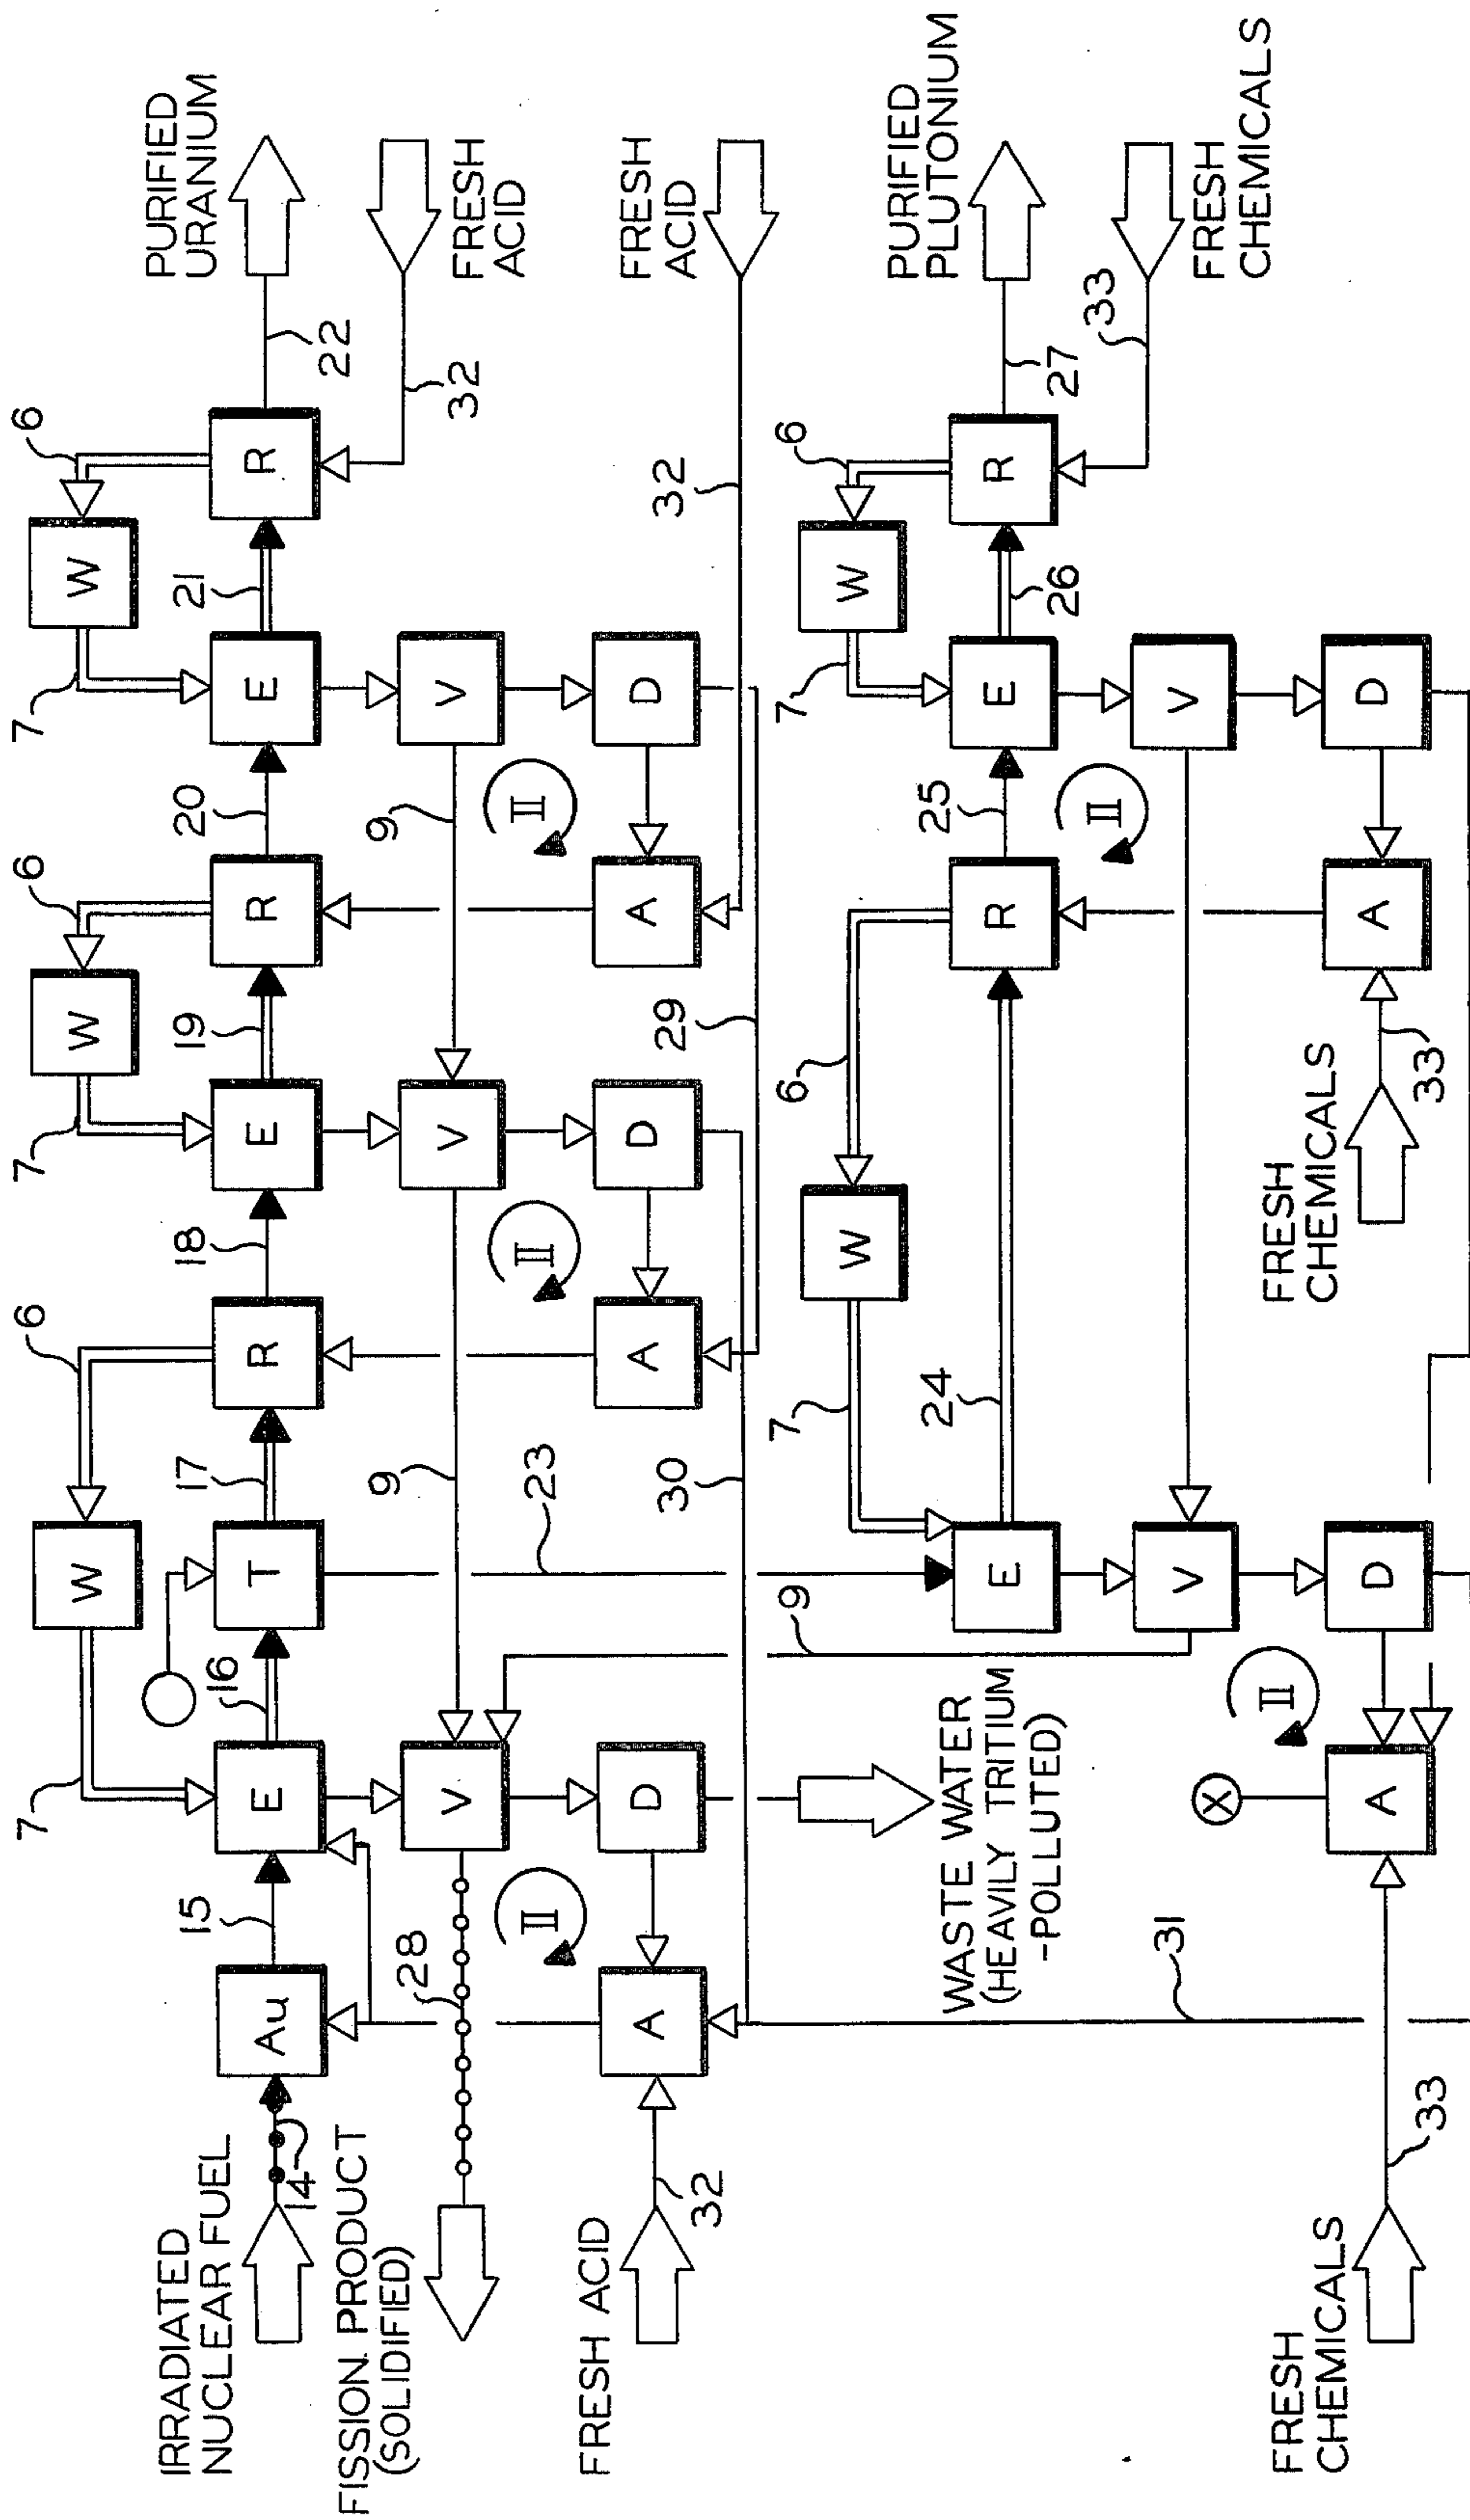 7
6
7
6
7
6
W
W
W
IRRADIATED
NUCLEAR FUEL
15
16
17
18
19
20
21
PURIFIED
URANIUM
14
Au
E
T
R
E
R
E
R
22
FISSION PRODUCT
(SOLIDIFIED)
28
9
9
32
FRESH
ACID
V
V
V
II
II
II
23
FRESH ACID
32
A
D
A
D
A
D
30
29
32
FRESH
ACID
7
6
7
6
W
W
9
24
25
26
PURIFIED
PLUTONIUM
WASTE WATER
(HEAVILY TRITIUM
-POLLUTED)
E
R
E
R
27
33
31
V
II
V
FRESH
CHEMICALS
X
II
FRESH
CHEMICALS
A
D
A
D
FRESH
CHEMICALS
33
33